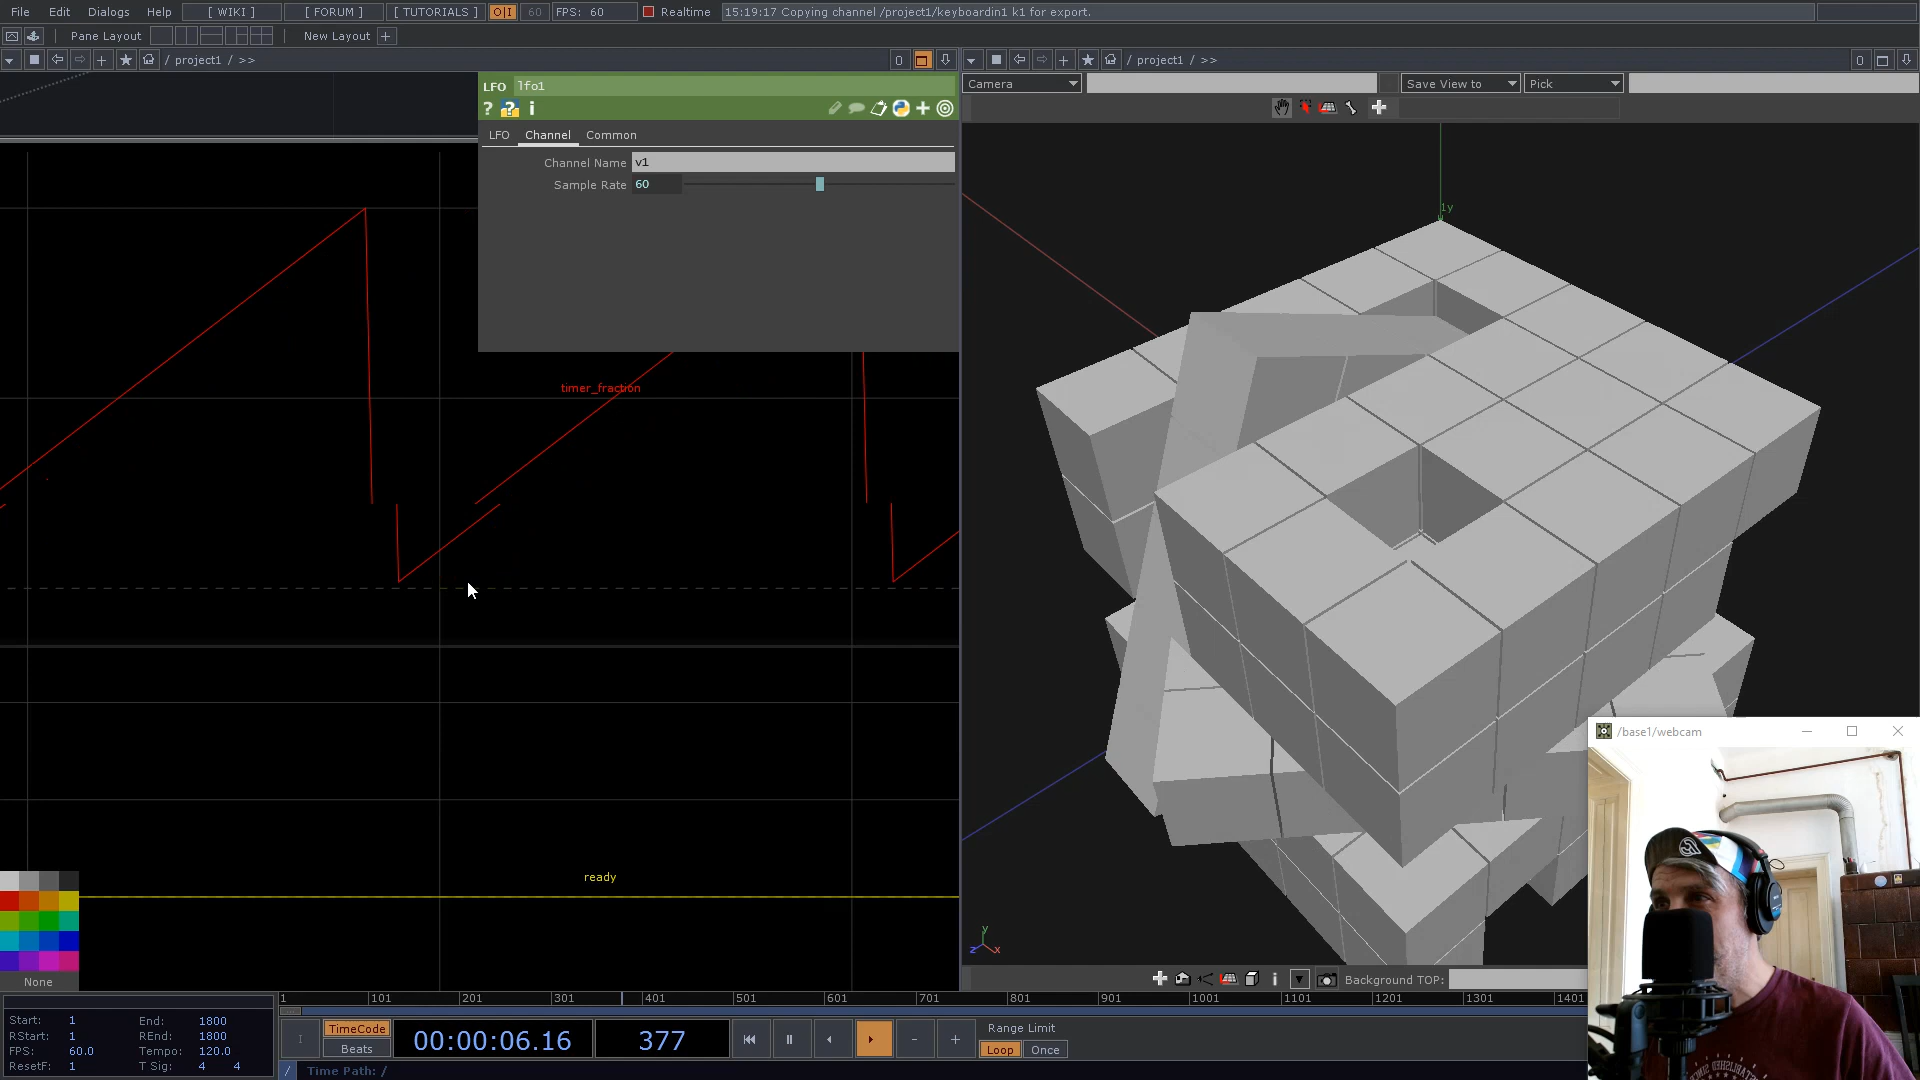 File Edit Dialogs Help [ WIKI ] [ FORUM ] [ TUTORIALS ] O|I 60 FPS: 60 Realtime 15:19:17 Copying channel /project1/keyboardin1 k1 for export.
Pane Layout New Layout +
/ project1 / >> 0
/ project1 / >> 0
LFO lfo1
Camera Save View to Pick
? ? i
LFO Channel Common
Channel Name v1
Sample Rate 60
1y
timer_fraction
ready
/base1/webcam
y
z x
None
i Background TOP:
1 101 201 301 401 501 601 701 801 901 1001 1101 1201 1301 1401
Start: 1 End: 1800
RStart: 1 REnd: 1800
FPS: 60.0 Tempo: 120.0
ResetF: 1 T Sig: 4 4
I TimeCode Beats 00:00:06.16 377 - +
Range Limit
Loop Once
/ Time Path: /